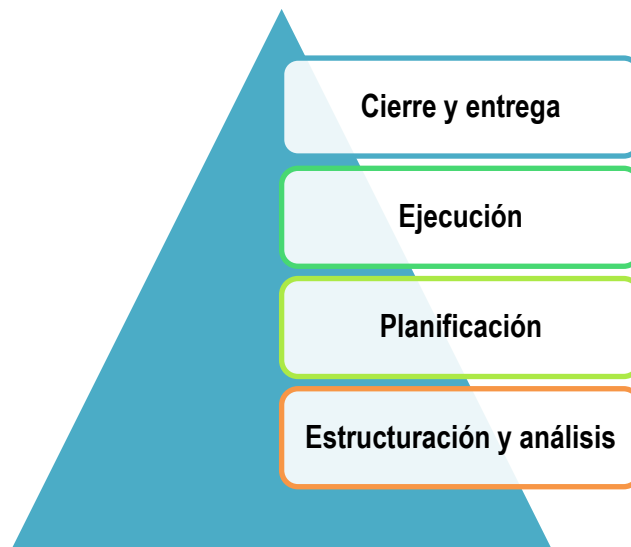 Cierre y entrega
Ejecución
Planificación
Estructuración y análisis